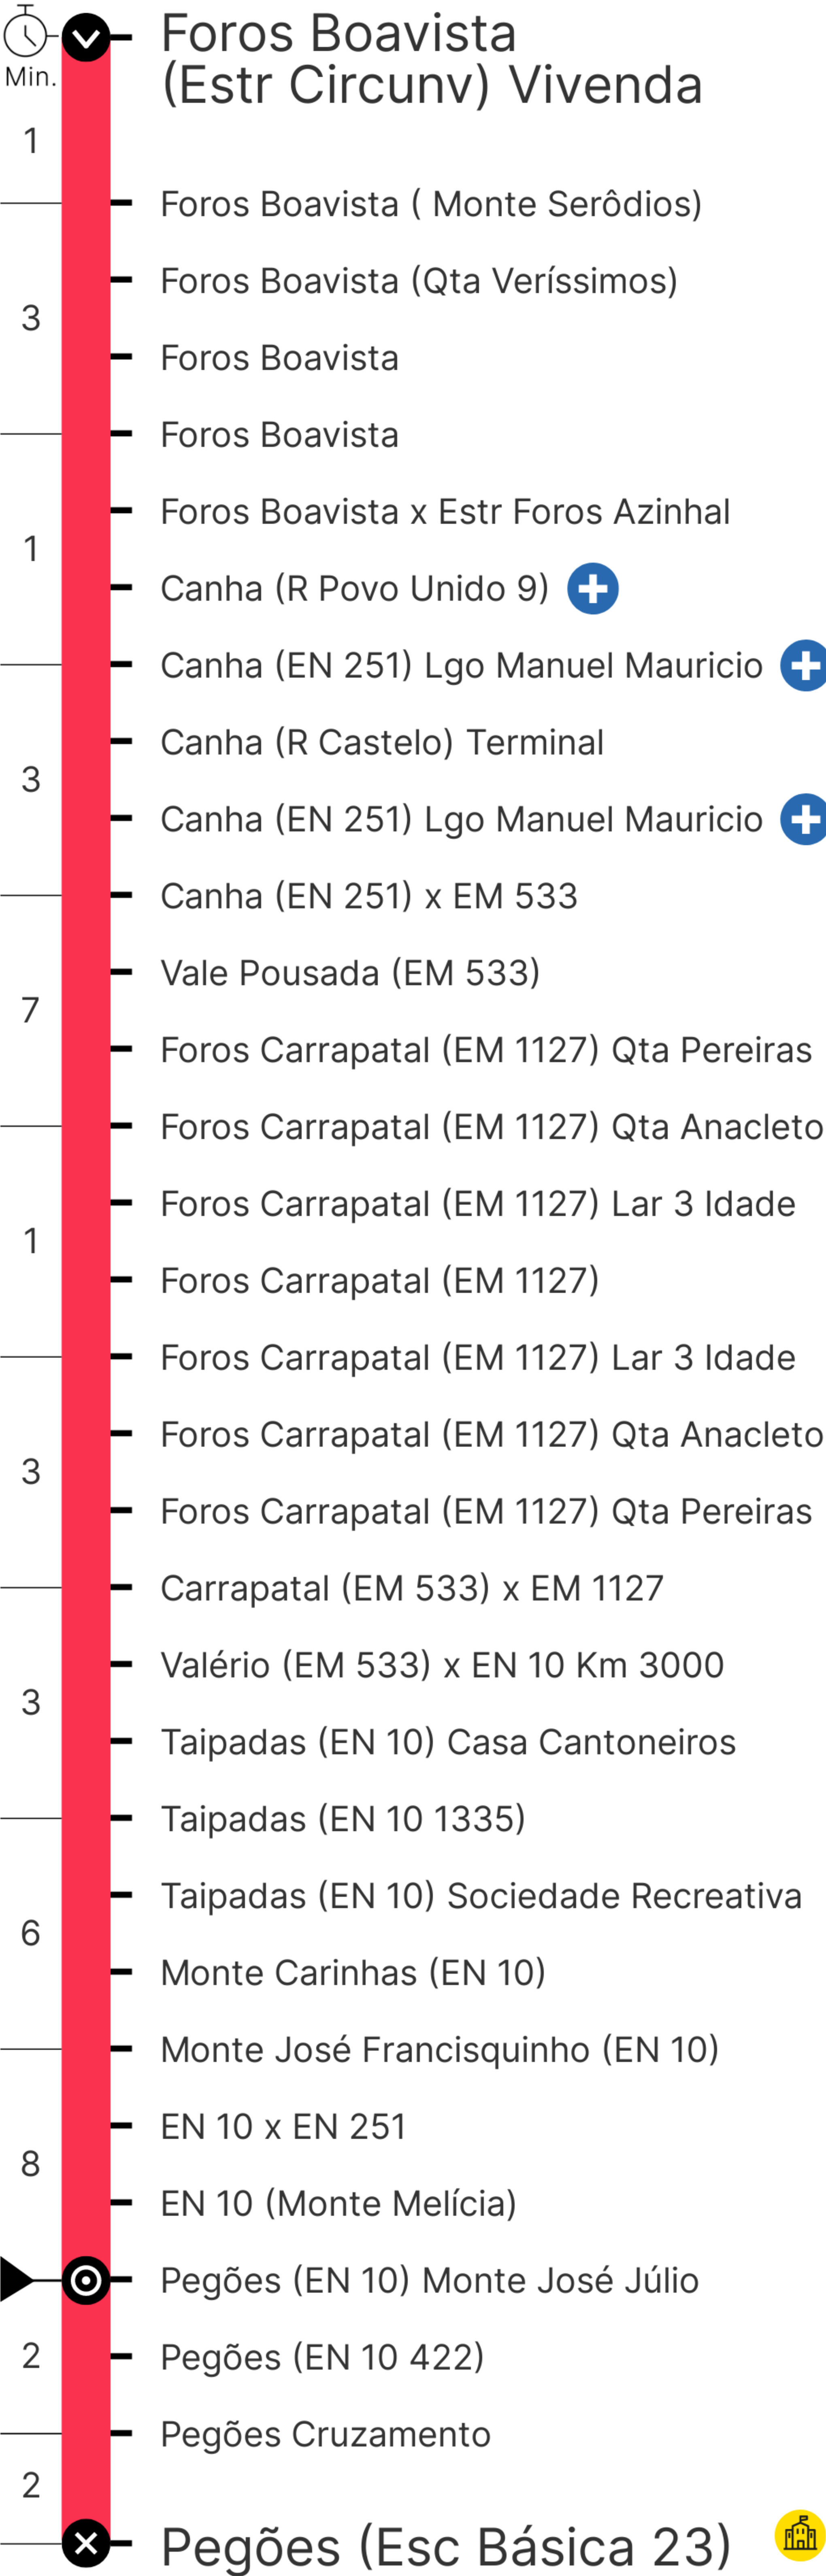 Foros Boavista
(Estr Circunv) Vivenda
Min.
1
Foros Boavista ( Monte Serôdios)
Foros Boavista (Qta Veríssimos)
3
Foros Boavista
Foros Boavista
Foros Boavista x Estr Foros Azinhal
1
Canha (R Povo Unido 9)
Canha (EN 251) Lgo Manuel Mauricio
Canha (R Castelo) Terminal
3
Canha (EN 251) Lgo Manuel Mauricio
Canha (EN 251) x EM 533
Vale Pousada (EM 533)
7
Foros Carrapatal (EM 1127) Qta Pereiras
Foros Carrapatal (EM 1127) Qta Anacleto
Foros Carrapatal (EM 1127) Lar 3 Idade
1
Foros Carrapatal (EM 1127)
Foros Carrapatal (EM 1127) Lar 3 Idade
Foros Carrapatal (EM 1127) Qta Anacleto
3
Foros Carrapatal (EM 1127) Qta Pereiras
Carrapatal (EM 533) x EM 1127
Valério (EM 533) x EN 10 Km 3000
3
Taipadas (EN 10) Casa Cantoneiros
Taipadas (EN 10 1335)
Taipadas (EN 10) Sociedade Recreativa
6
Monte Carinhas (EN 10)
Monte José Francisquinho (EN 10)
EN 10 x EN 251
8
EN 10 (Monte Melícia)
Pegões (EN 10) Monte José Júlio
2
Pegões (EN 10 422)
Pegões Cruzamento
2
Pegões (Esc Básica 23)